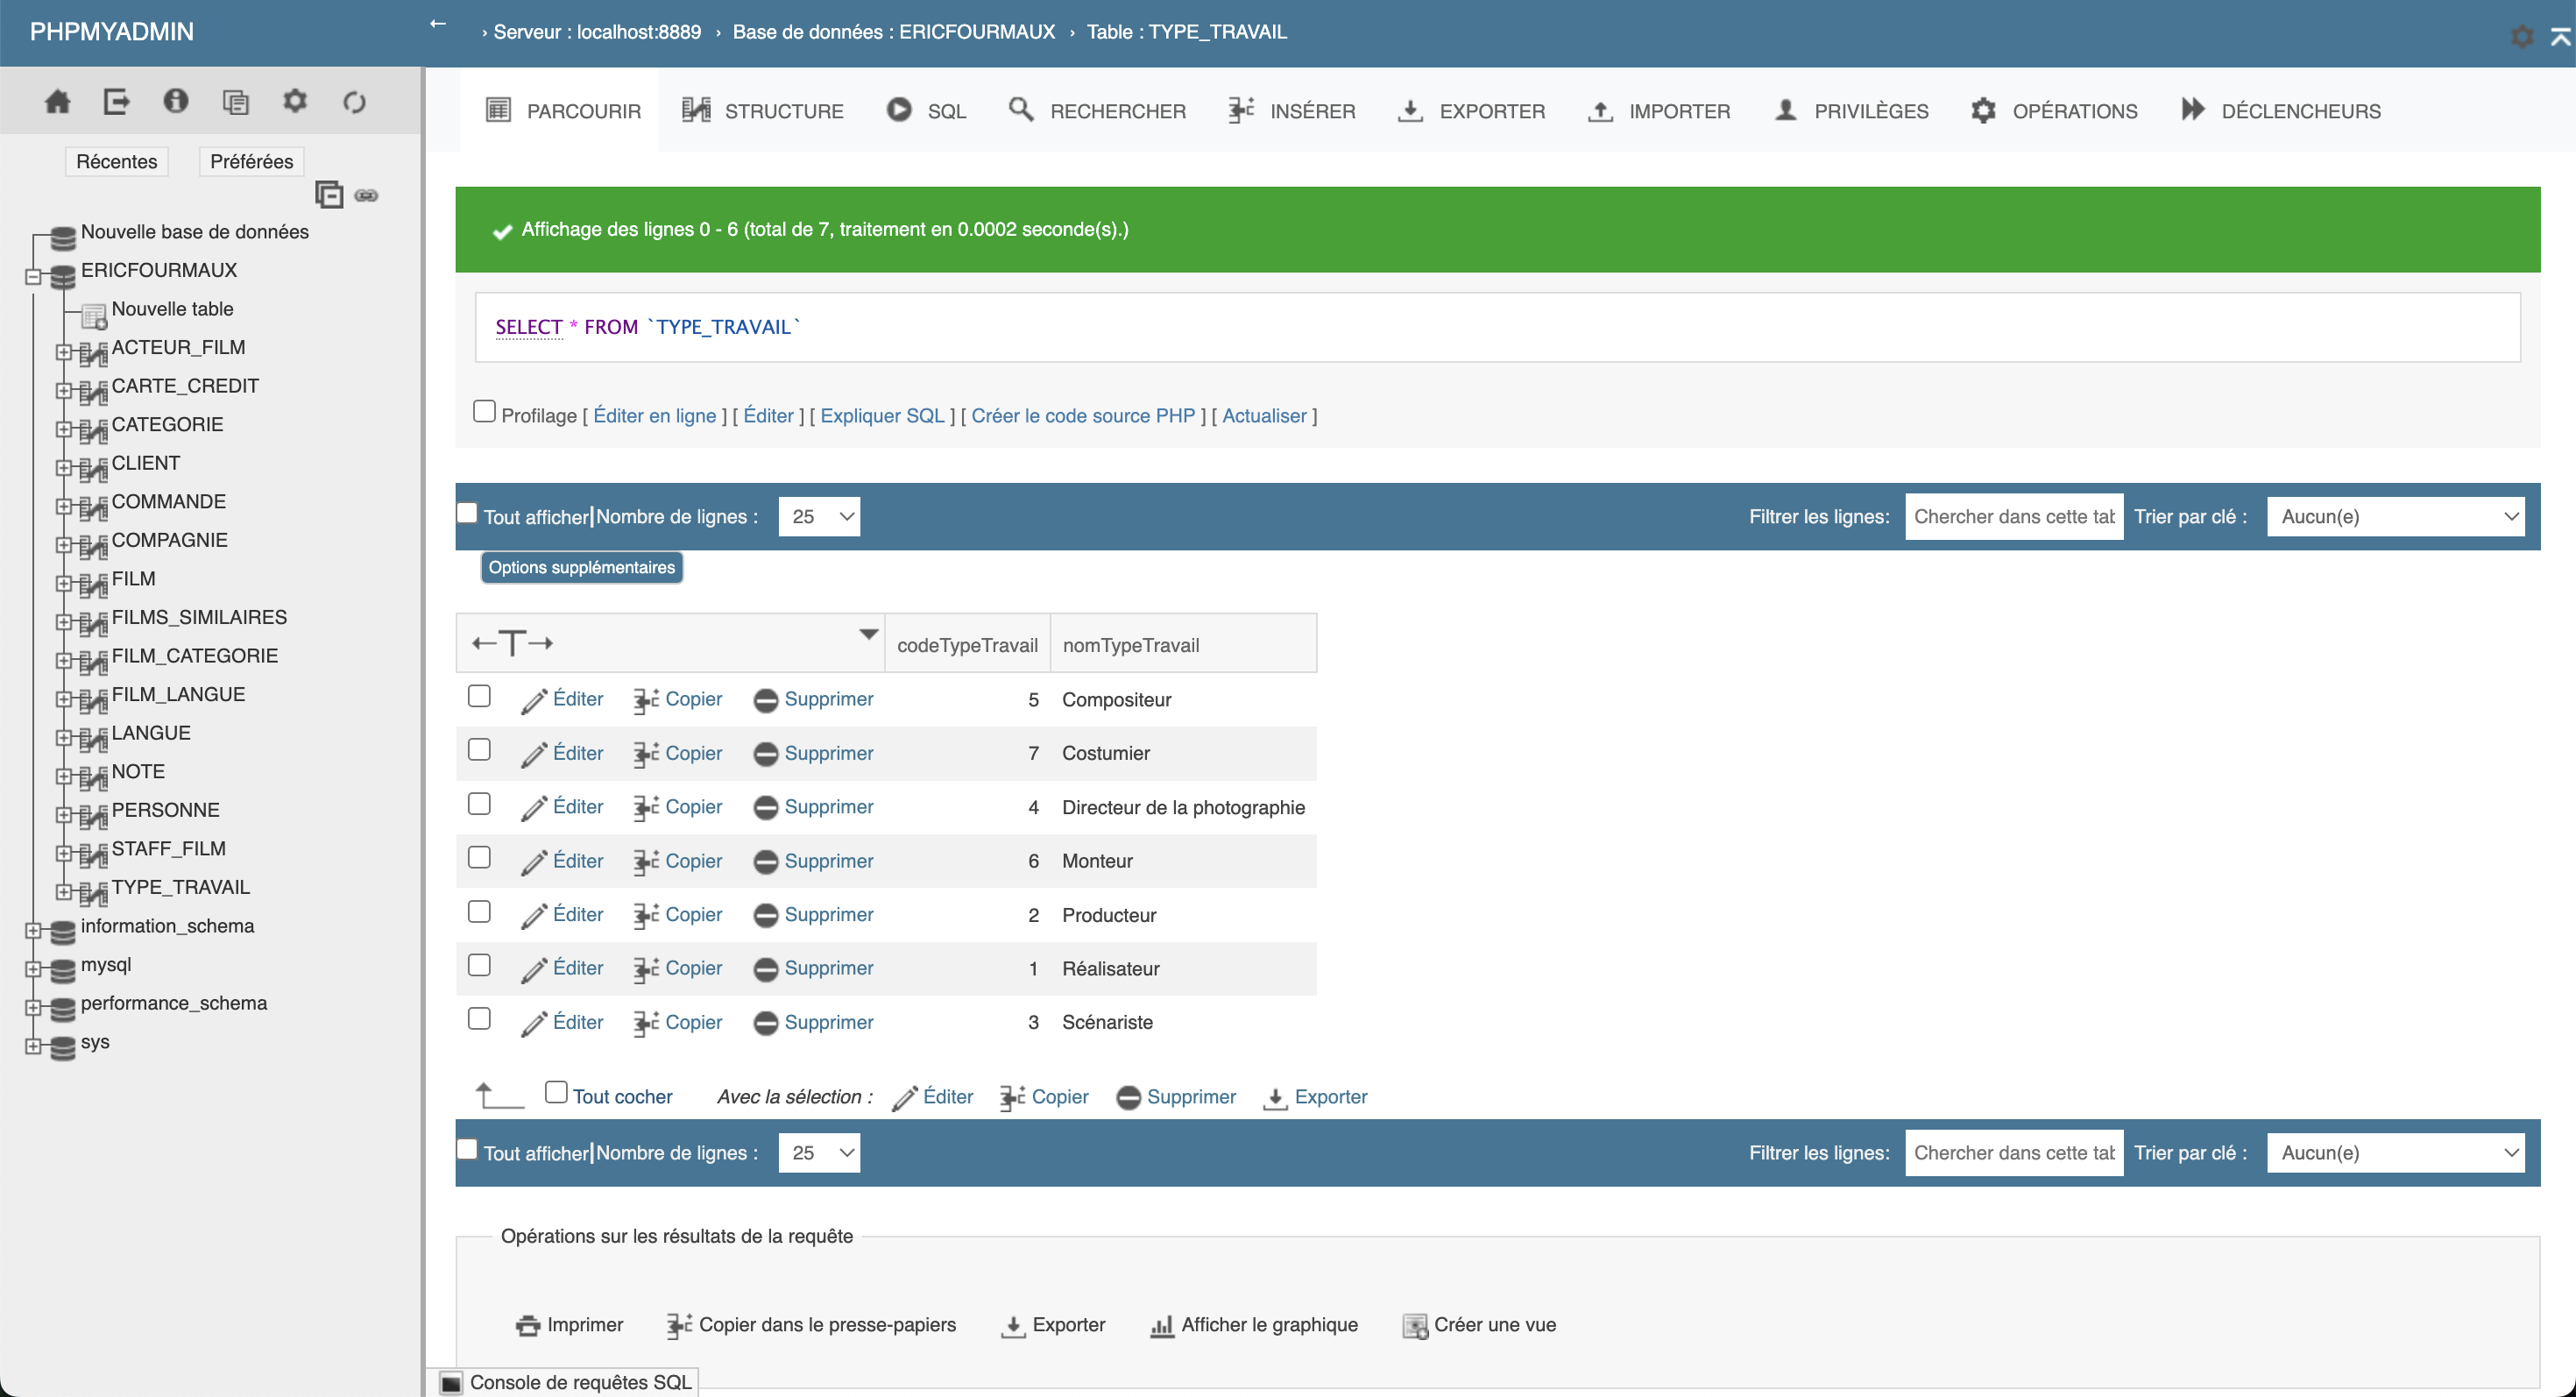 PHPMYADMIN
← › Serveur : localhost:8889 › Base de données : ERICFOURMAUX › Table : TYPE_TRAVAIL
Récentes Préférées
Nouvelle base de données
ERICFOURMAUX
Nouvelle table
ACTEUR_FILM
CARTE_CREDIT
CATEGORIE
CLIENT
COMMANDE
COMPAGNIE
FILM
FILMS_SIMILAIRES
FILM_CATEGORIE
FILM_LANGUE
LANGUE
NOTE
PERSONNE
STAFF_FILM
TYPE_TRAVAIL
information_schema
mysql
performance_schema
sys
PARCOURIR STRUCTURE SQL RECHERCHER INSÉRER EXPORTER IMPORTER PRIVILÈGES OPÉRATIONS DÉCLENCHEURS
Affichage des lignes 0 - 6 (total de 7, traitement en 0.0002 seconde(s).)
SELECT * FROM `TYPE_TRAVAIL`
Profilage [ Éditer en ligne ] [ Éditer ] [ Expliquer SQL ] [ Créer le code source PHP ] [ Actualiser ]
Tout afficher | Nombre de lignes : 25 Filtrer les lignes: Chercher dans cette tab Trier par clé : Aucun(e)
Options supplémentaires
←T→ codeTypeTravail nomTypeTravail
Éditer Copier Supprimer 5 Compositeur
Éditer Copier Supprimer 7 Costumier
Éditer Copier Supprimer 4 Directeur de la photographie
Éditer Copier Supprimer 6 Monteur
Éditer Copier Supprimer 2 Producteur
Éditer Copier Supprimer 1 Réalisateur
Éditer Copier Supprimer 3 Scénariste
Tout cocher Avec la sélection : Éditer Copier Supprimer Exporter
Tout afficher | Nombre de lignes : 25 Filtrer les lignes: Chercher dans cette tab Trier par clé : Aucun(e)
Opérations sur les résultats de la requête
Imprimer Copier dans le presse-papiers Exporter Afficher le graphique Créer une vue
Console de requêtes SQL